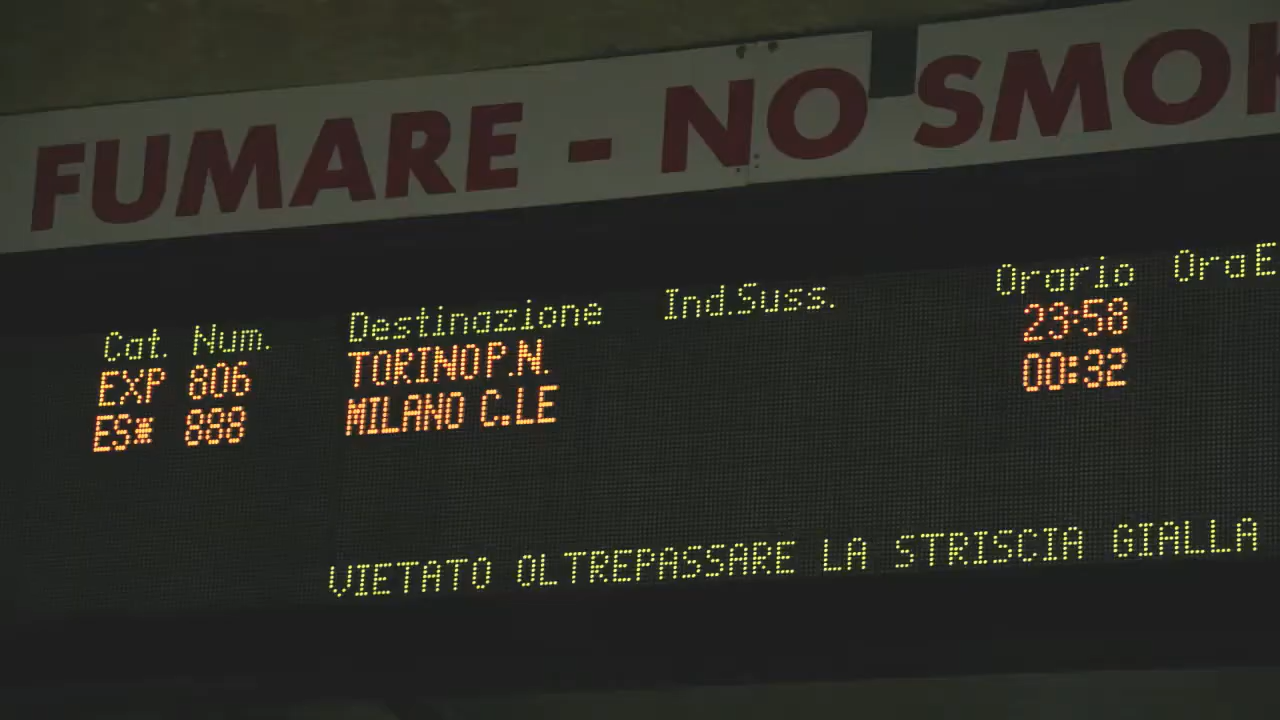 FUMARE - NO SMO
Cat. Num. Destinazione Ind.Suss. Orario Ora E
EXP 806 TORINO P.N. 23:58
ES* 888 MILANO C.LE 00:32
VIETATO OLTREPASSARE LA STRISCIA GIALLA